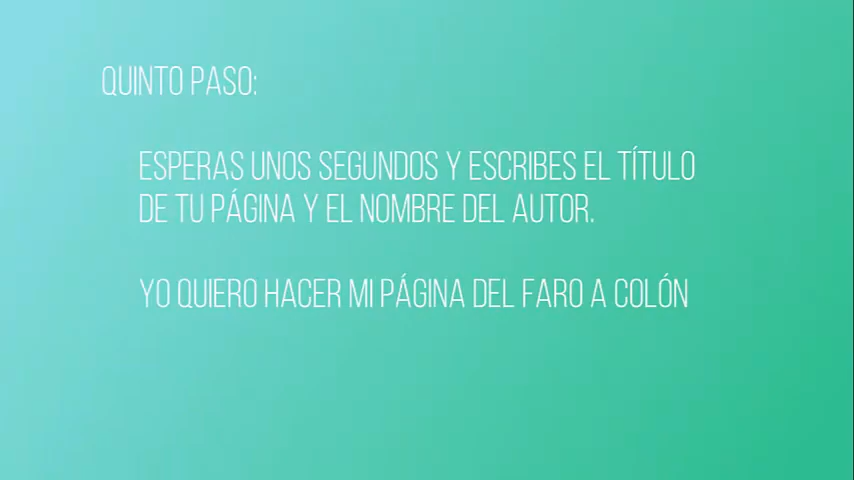 QUINTO PASO:
ESPERAS UNOS SEGUNDOS Y ESCRIBES EL TÍTULO
DE TU PÁGINA Y EL NOMBRE DEL AUTOR.
YO QUIERO HACER MI PÁGINA DEL FARO A COLÓN